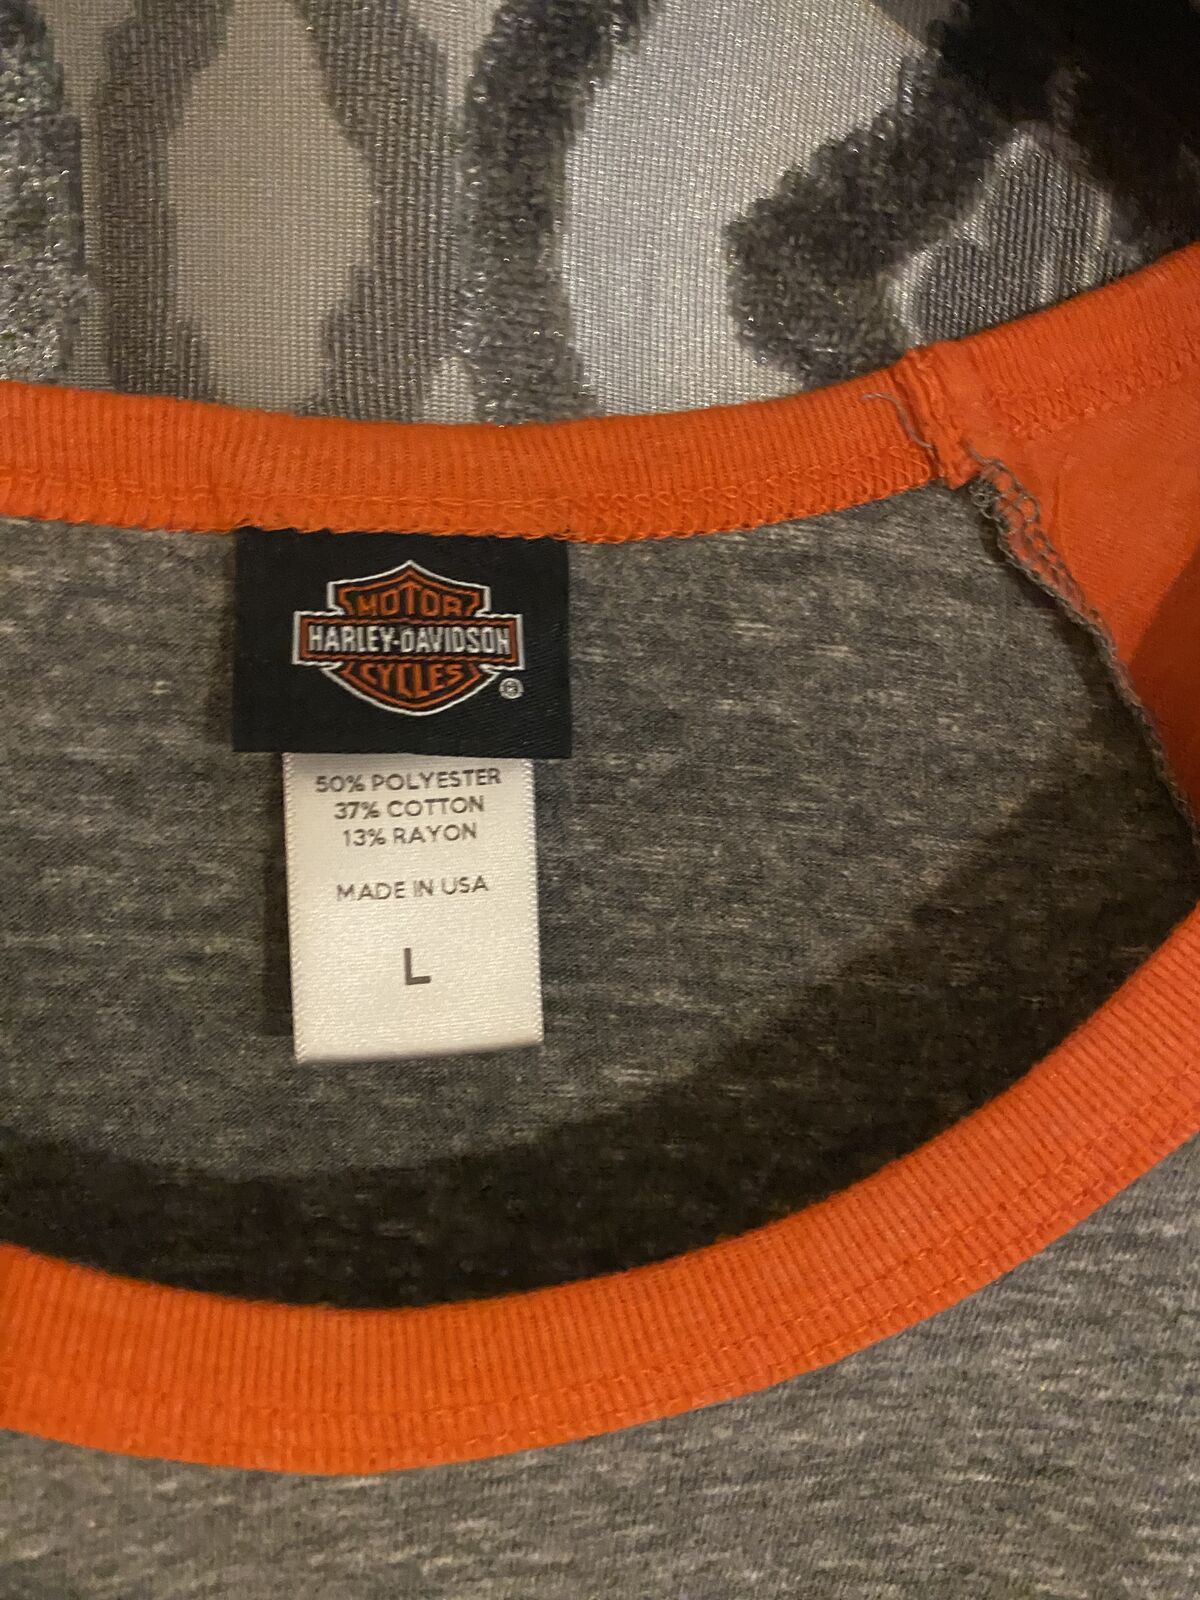 MOTOR
HARLEY-DAVIDSON
CYCLES
®
50% POLYESTER
37% COTTON
13% RAYON
MADE IN USA
L